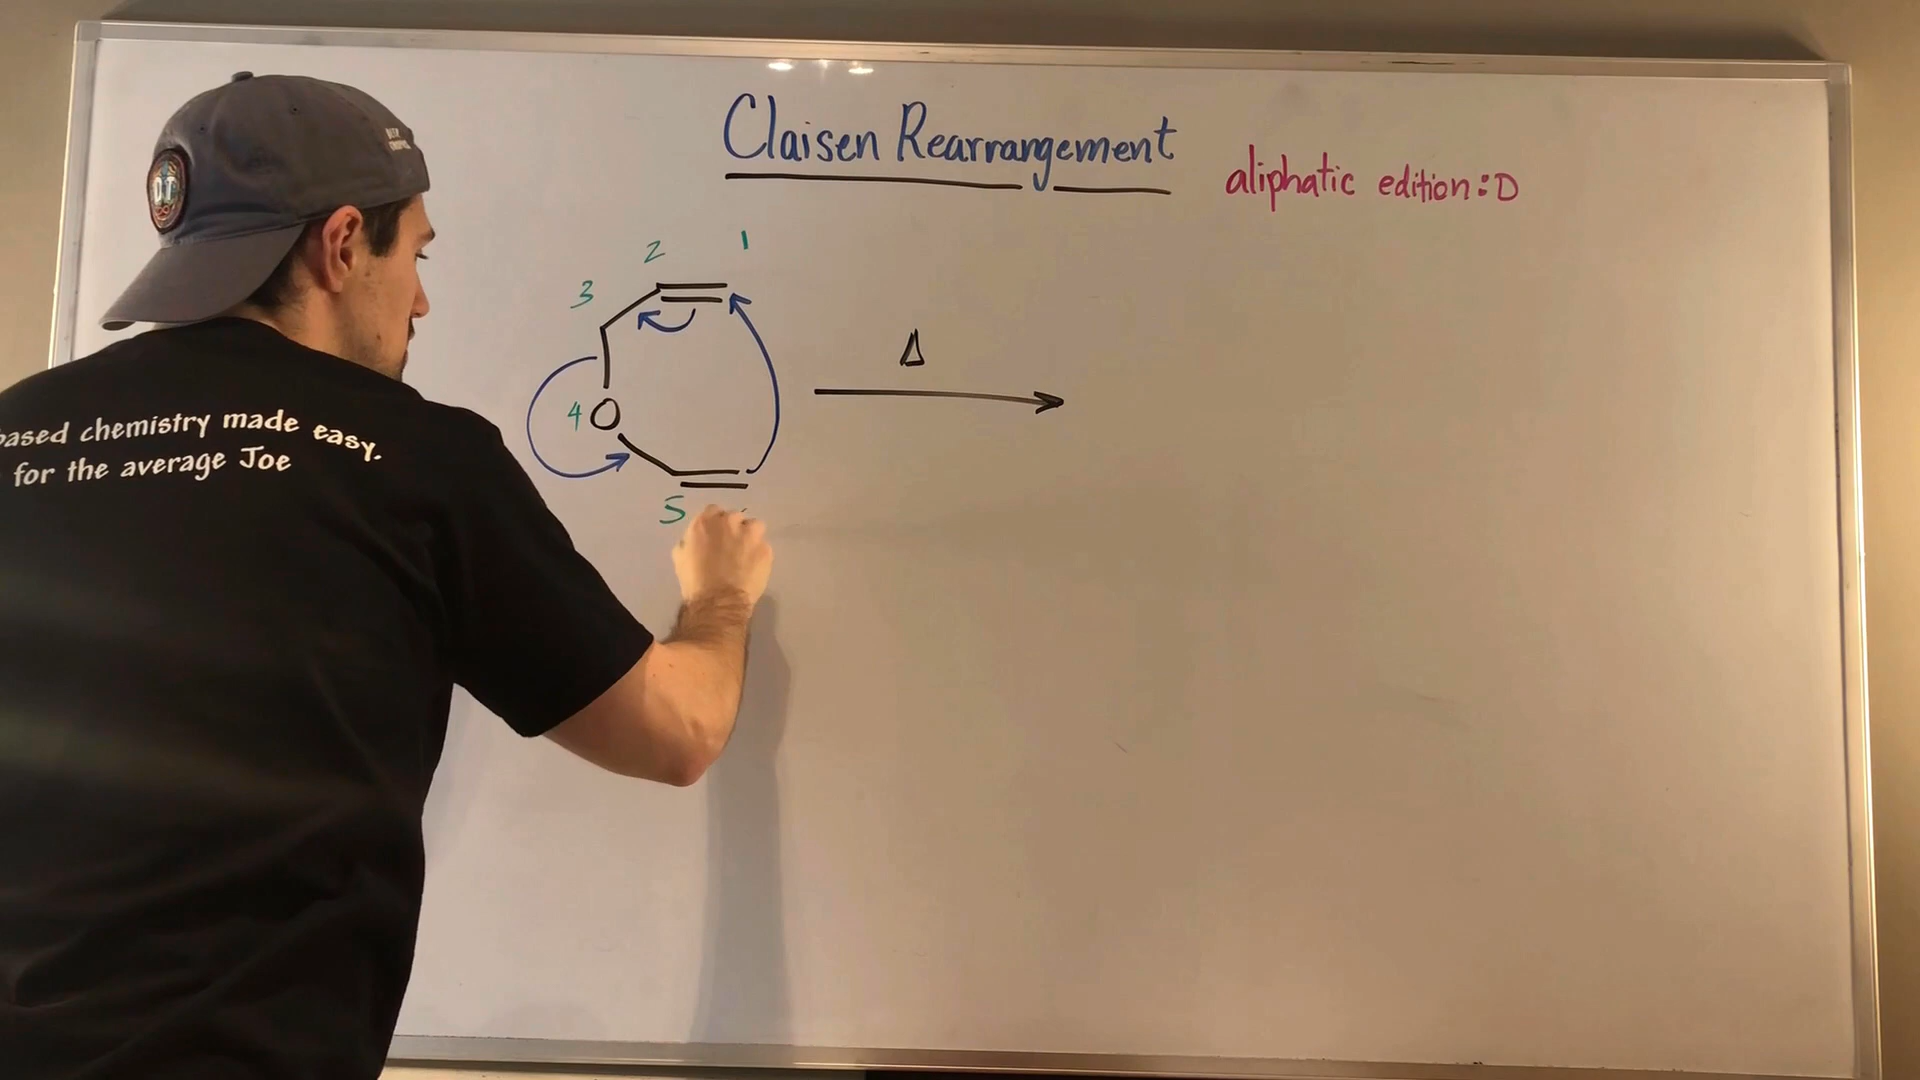 Claisen Rearrangement
aliphatic edition :D
2 1
3
Δ
4 O
5
based chemistry made easy.
for the average Joe